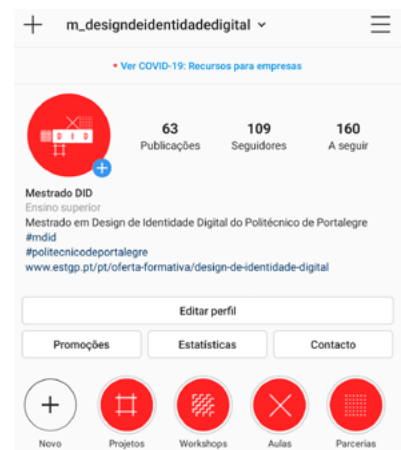 m_designdeidentidadedigital
Ver COVID-19: Recursos para empresas
D I D
63 109 160
Publicações Seguidores A seguir
Mestrado DID
Ensino superior
Mestrado em Design de Identidade Digital do Politécnico de Portalegre
#mdid
#politecnicodeportalegre
www.estgp.pt/pt/oferta-formativa/design-de-identidade-digital
Editar perfil
Promoções Estatísticas Contacto
Novo Projetos Workshops Aulas Parcerias